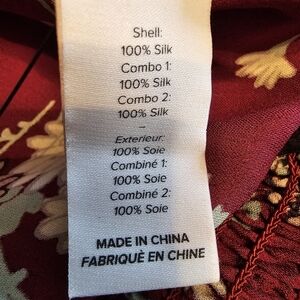 Shell:
100% Silk
Combo 1:
100% Silk
Combo 2:
100% Silk
–
Exterieur:
100% Soie
Combiné 1:
100% Soie
Combiné 2:
100% Soie
MADE IN CHINA
FABRIQUÈ EN CHINE